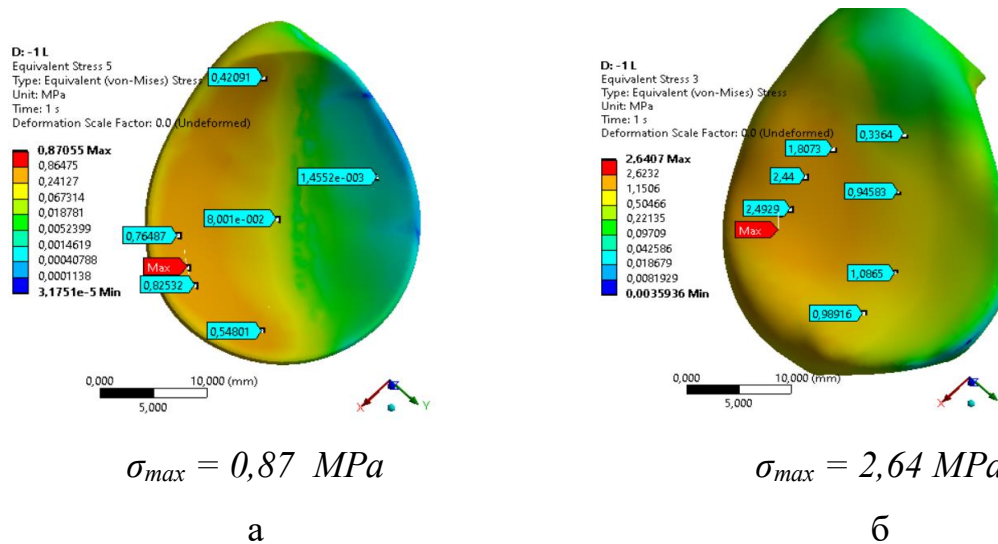 D: -1 L
Equivalent Stress 5
Type: Equivalent (von-Mises) Stress
Unit: MPa
Time: 1 s
Deformation Scale Factor: 0.0 (Undeformed)
0,87055 Max
0,86475
0,24127
0,067314
0,018781
0,0052399
0,0014619
0,00040788
0,0001138
3,1751e-5 Min
0,42091
1,4552e-003
8,001e-002
0,76487
Max
0,82532
0,54801
0,000
10,000 (mm)
5,000
X
Z
Y
σmax = 0,87 MPa
а
D: -1 L
Equivalent Stress 3
Type: Equivalent (von-Mises) Stress
Unit: MPa
Time: 1 s
Deformation Scale Factor: 0.0 (Undeformed)
2,6407 Max
2,6232
1,1506
0,50466
0,22135
0,09709
0,042586
0,018679
0,0081929
0,0035936 Min
0,3364
1,8073
2,44
0,94583
2,4929
Max
1,0865
0,98916
0,000
10,000 (mm)
5,000
X
Z
σmax = 2,64 MPa
б